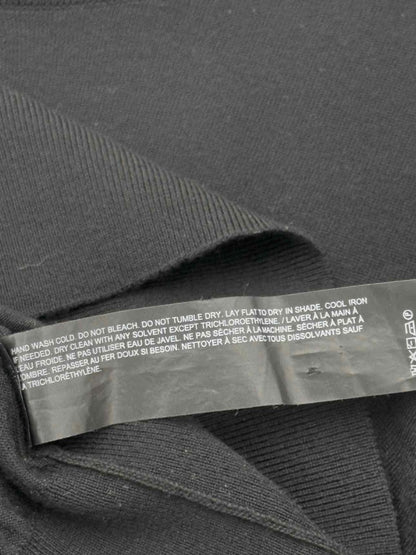 HAND WASH COLD. DO NOT BLEACH. DO NOT TUMBLE DRY. LAY FLAT TO DRY IN SHADE. COOL IRON
IF NEEDED. DRY CLEAN WITH ANY SOLVENT EXCEPT TRICHLOROETHYLENE. / LAVER À LA MAIN À
L'EAU FROIDE. NE PAS UTILISER D'EAU DE JAVEL. NE PAS SÉCHER À LA MACHINE. SÉCHER À PLAT À
L'OMBRE. REPASSER AU FER DOUX SI BESOIN. NETTOYER À SEC AVEC TOUS DISSOLVANTS SAUF
LA TRICHLORÉTHYLÈNE.